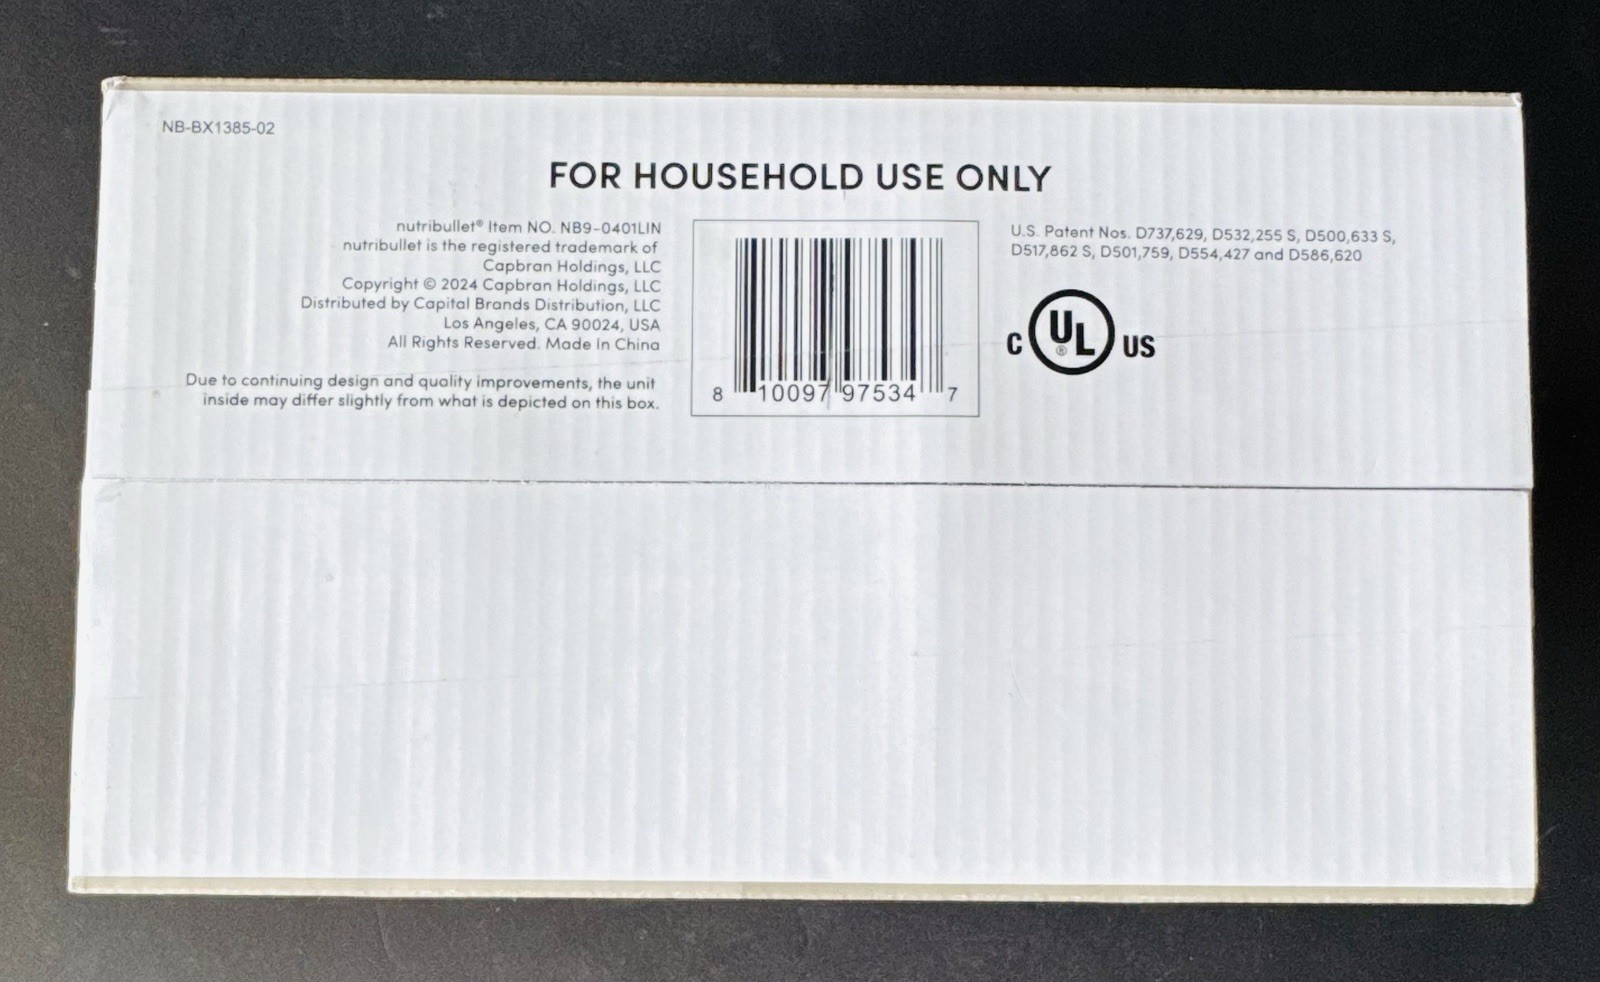 NB-BX1385-02
FOR HOUSEHOLD USE ONLY
nutribullet® Item NO. NB9-0401LIN
nutribullet is the registered trademark of
Capbran Holdings, LLC
Copyright © 2024 Capbran Holdings, LLC
Distributed by Capital Brands Distribution, LLC
Los Angeles, CA 90024, USA
All Rights Reserved. Made In China
Due to continuing design and quality improvements, the unit
inside may differ slightly from what is depicted on this box.
8 10097 97534 7
U.S. Patent Nos. D737,629, D532,255 S, D500,633 S,
D517,862 S, D501,759, D554,427 and D586,620
C UL® US